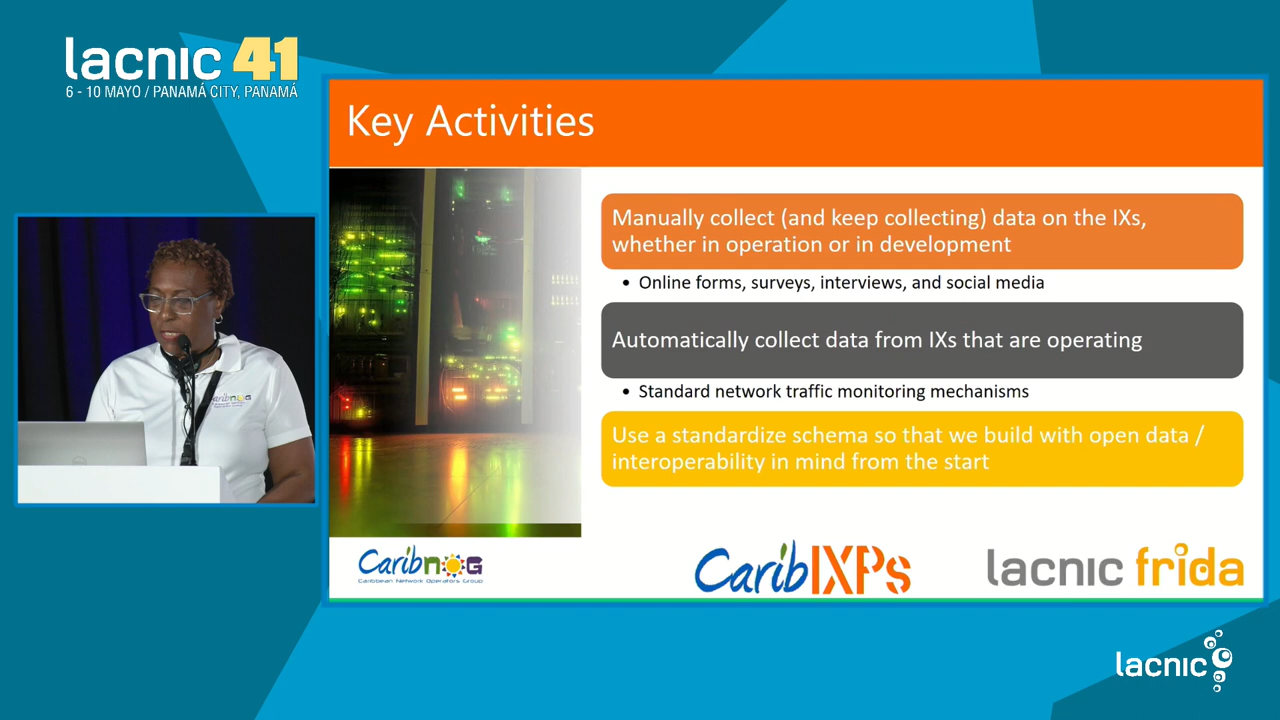 lacnic 41
6 - 10 MAYO / PANAMÁ CITY, PANAMÁ
Key Activities
Manually collect (and keep collecting) data on the IXs,
whether in operation or in development
• Online forms, surveys, interviews, and social media
Automatically collect data from IXs that are operating
• Standard network traffic monitoring mechanisms
Use a standardize schema so that we build with open data /
interoperability in mind from the start
Caribnog
Caribbean Network Operators Group
CaribIXPs
lacnic frida
caribnog
lacnic